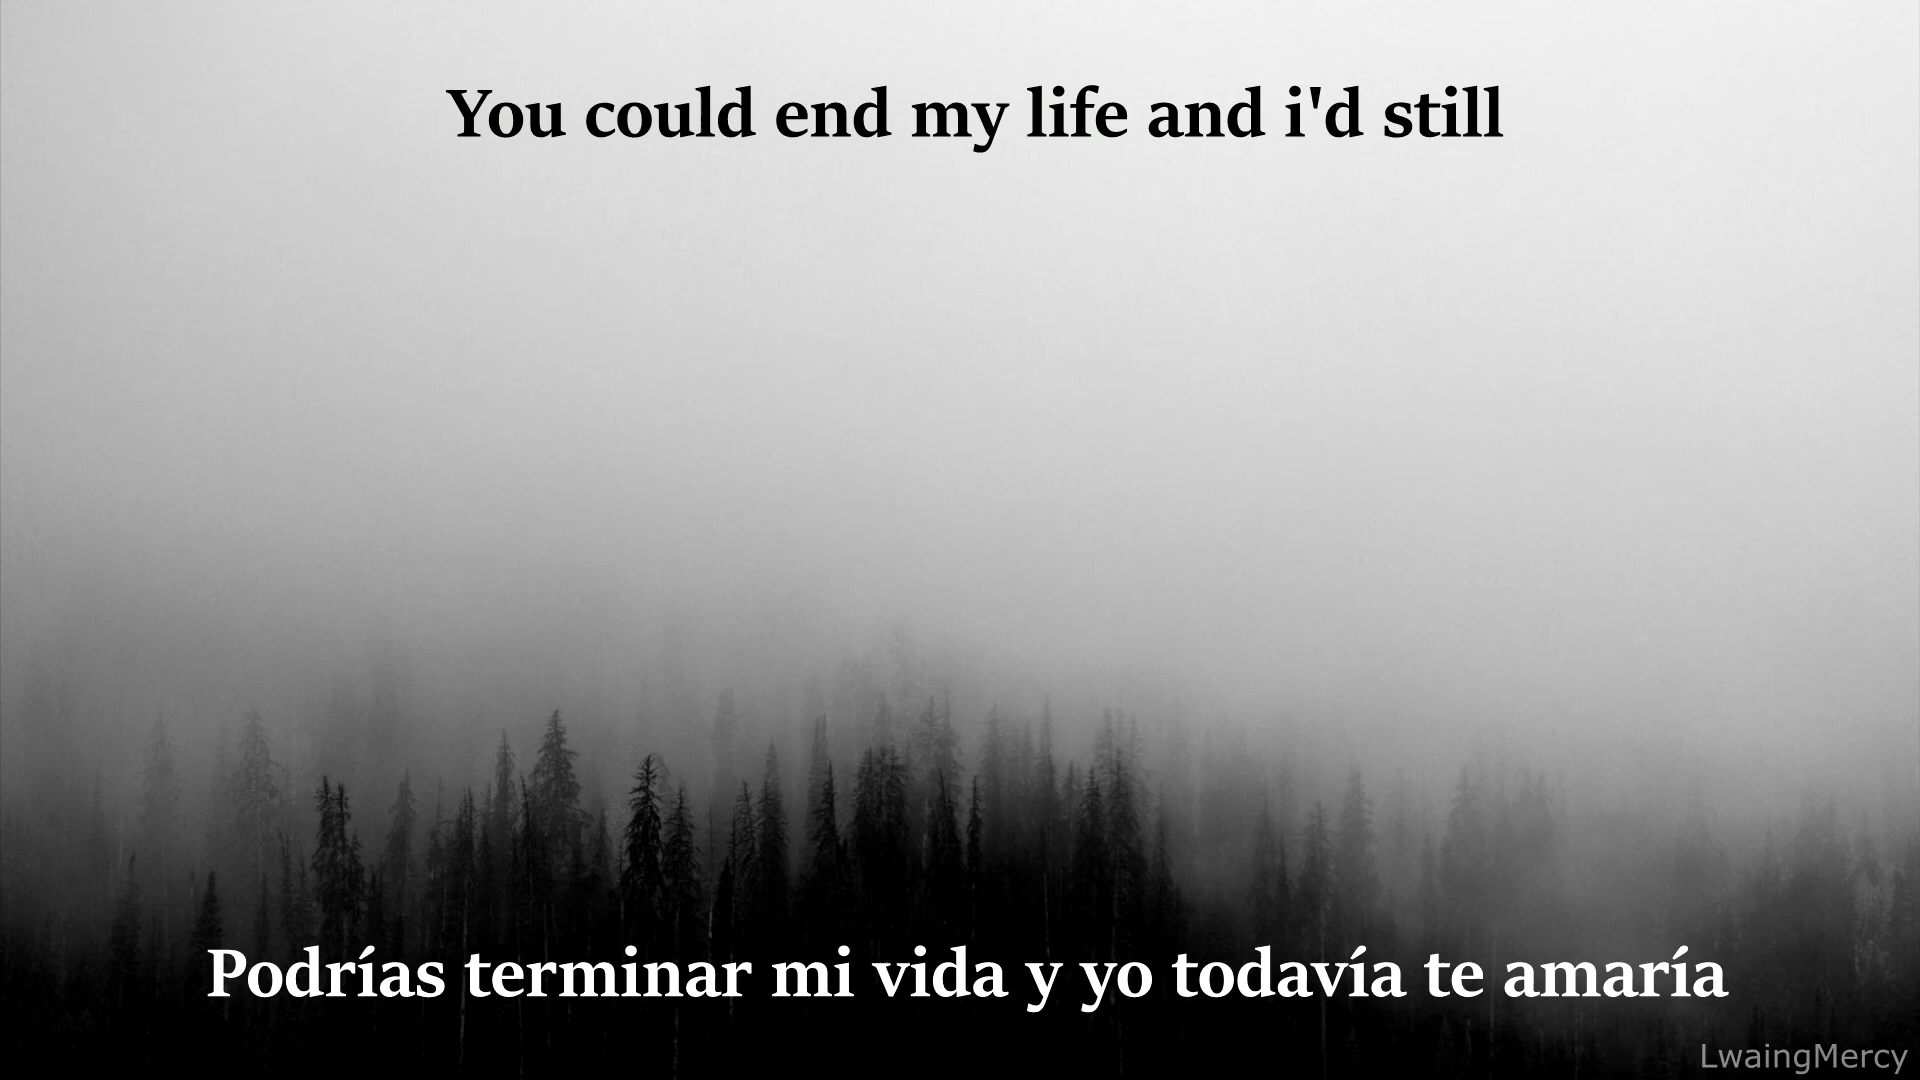 You could end my life and i'd still
Podrías terminar mi vida y yo todavía te amaría
LwaingMercy